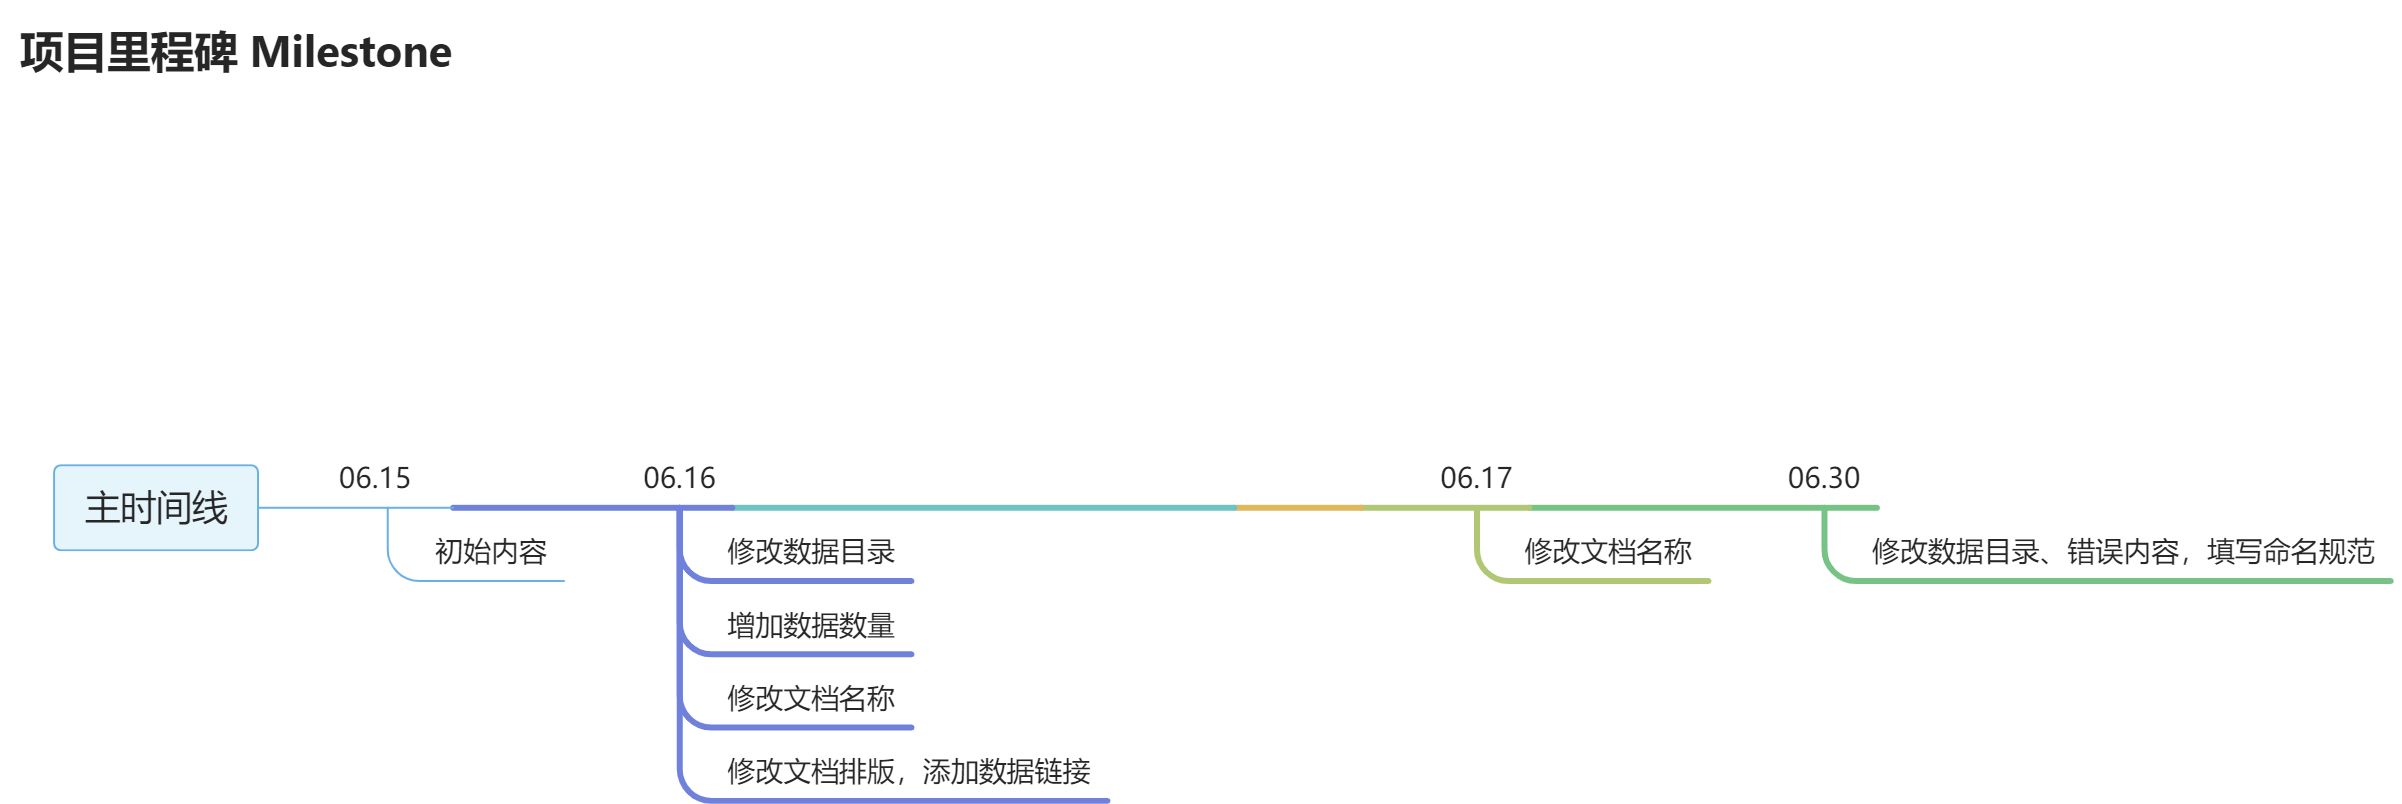 项目里程碑 Milestone
主时间线
06.15
初始内容
06.16
修改数据目录
增加数据数量
修改文档名称
修改文档排版，添加数据链接
06.17
修改文档名称
06.30
修改数据目录、错误内容，填写命名规范